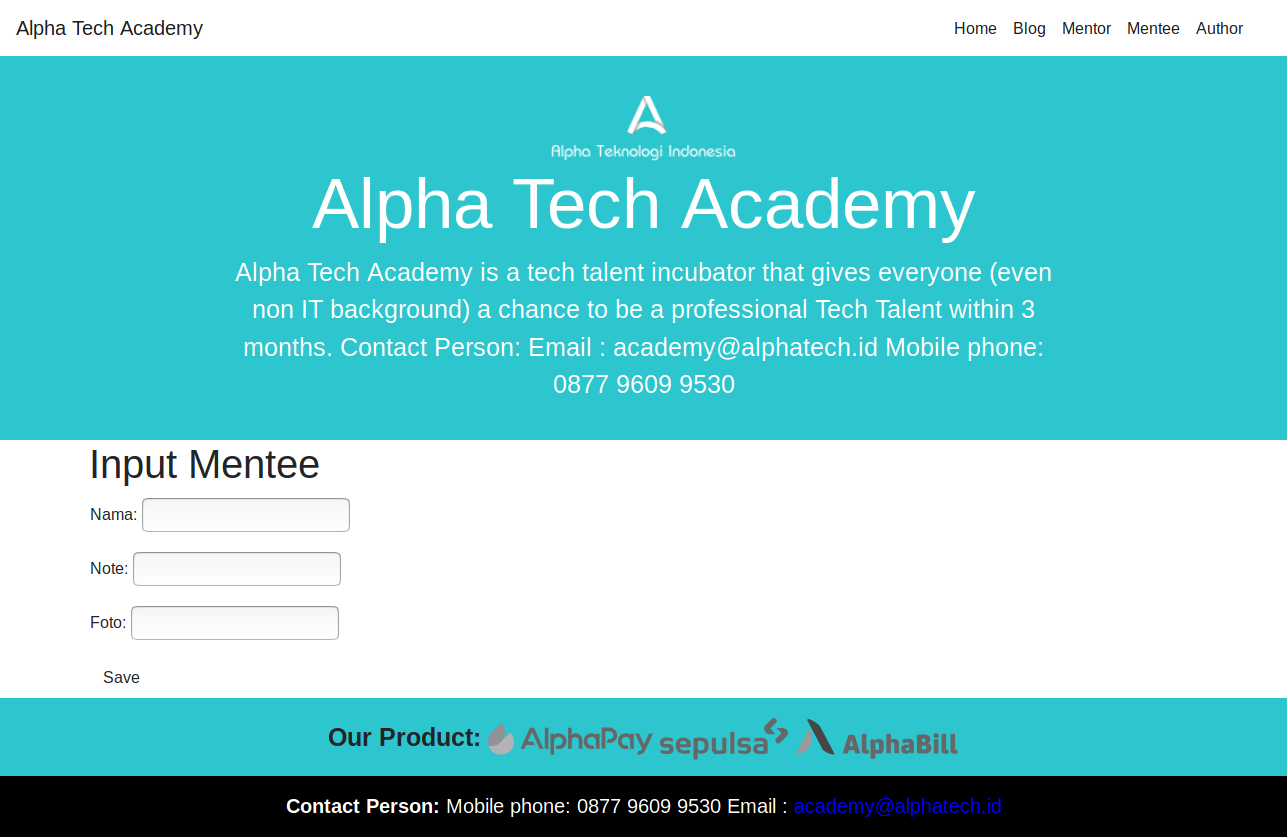 Alpha Tech Academy
Home Blog Mentor Mentee Author
Alpha Teknologi Indonesia
Alpha Tech Academy
Alpha Tech Academy is a tech talent incubator that gives everyone (even
non IT background) a chance to be a professional Tech Talent within 3
months. Contact Person: Email : academy@alphatech.id Mobile phone:
0877 9609 9530
Input Mentee
Nama:
Note:
Foto:
Save
Our Product: AlphaPay sepulsa AlphaBill
Contact Person: Mobile phone: 0877 9609 9530 Email : academy@alphatech.id